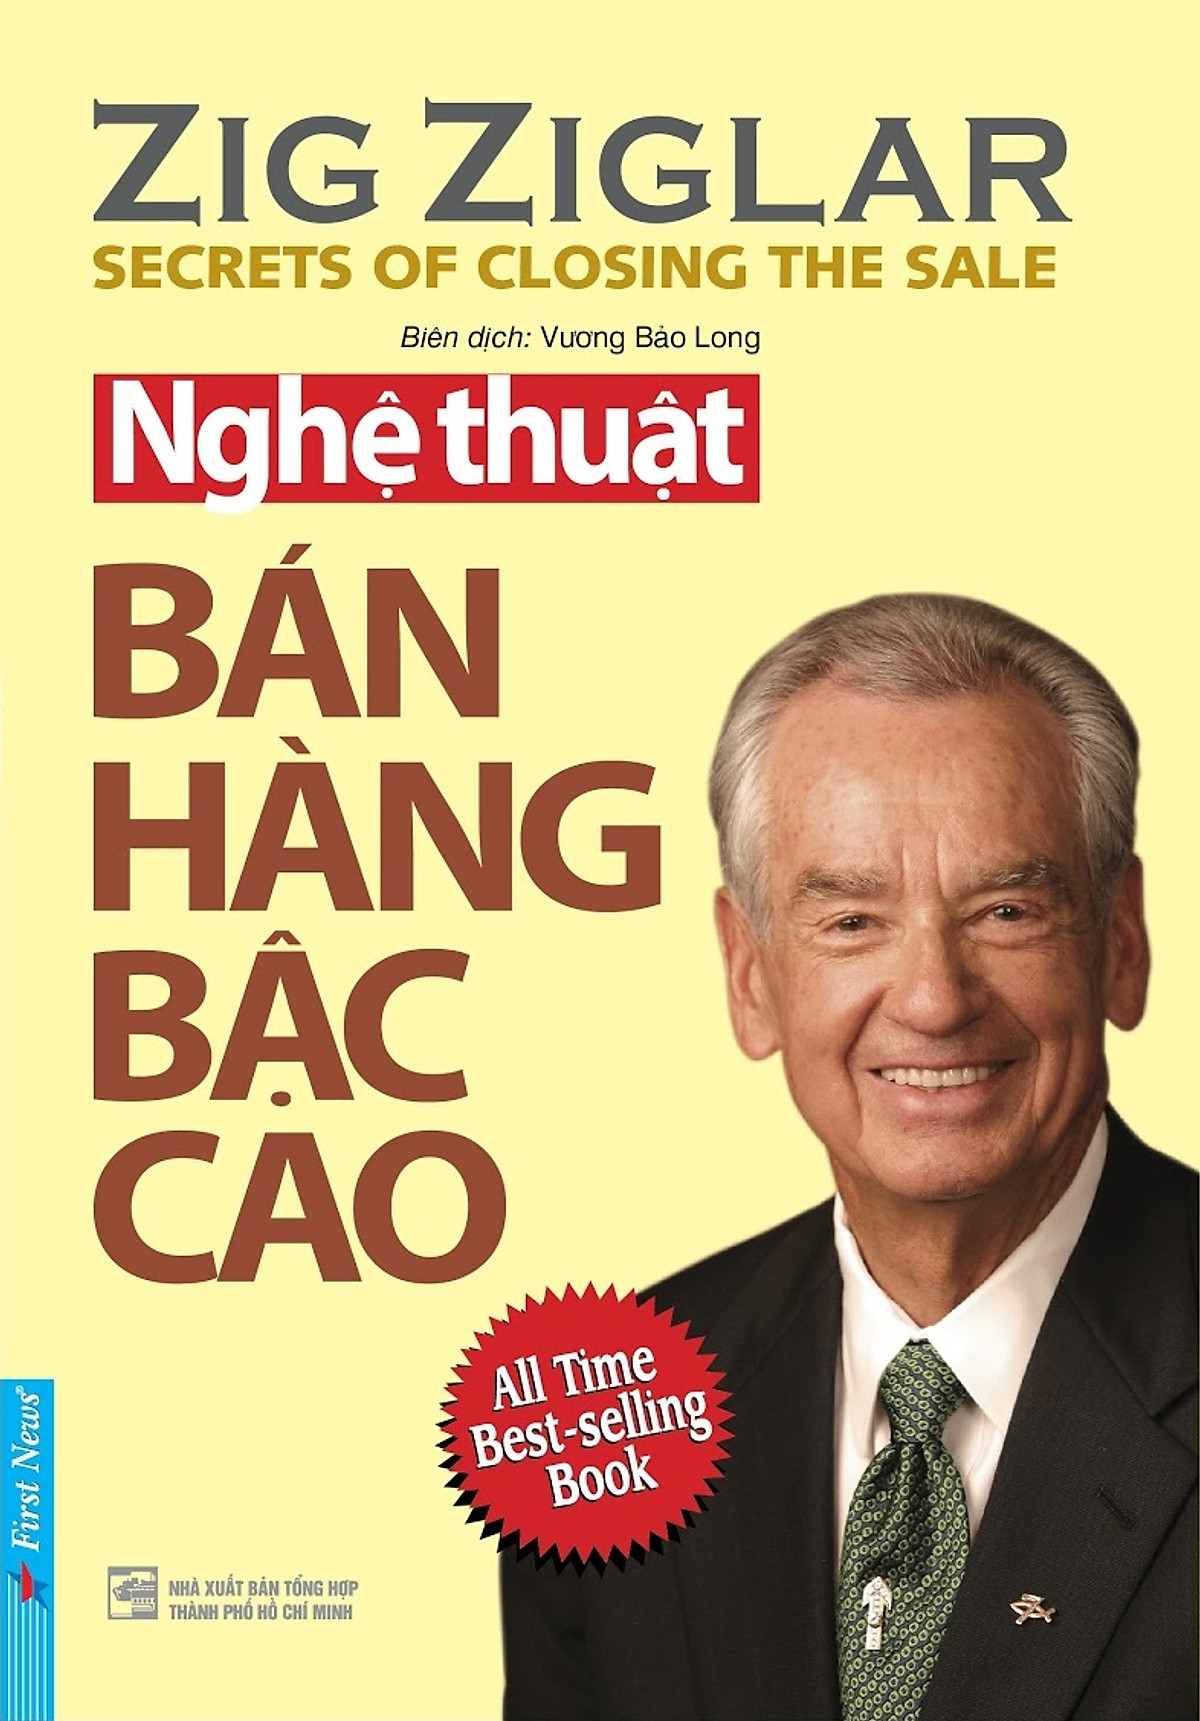 ZIG ZIGLAR
SECRETS OF CLOSING THE SALE
Biên dịch: Vương Bảo Long
Nghệ thuật
BÁN
HÀNG
BẬC
CAO
All Time
Best-selling
Book
First News®
NHÀ XUẤT BẢN TỔNG HỢP
THÀNH PHỐ HỒ CHÍ MINH